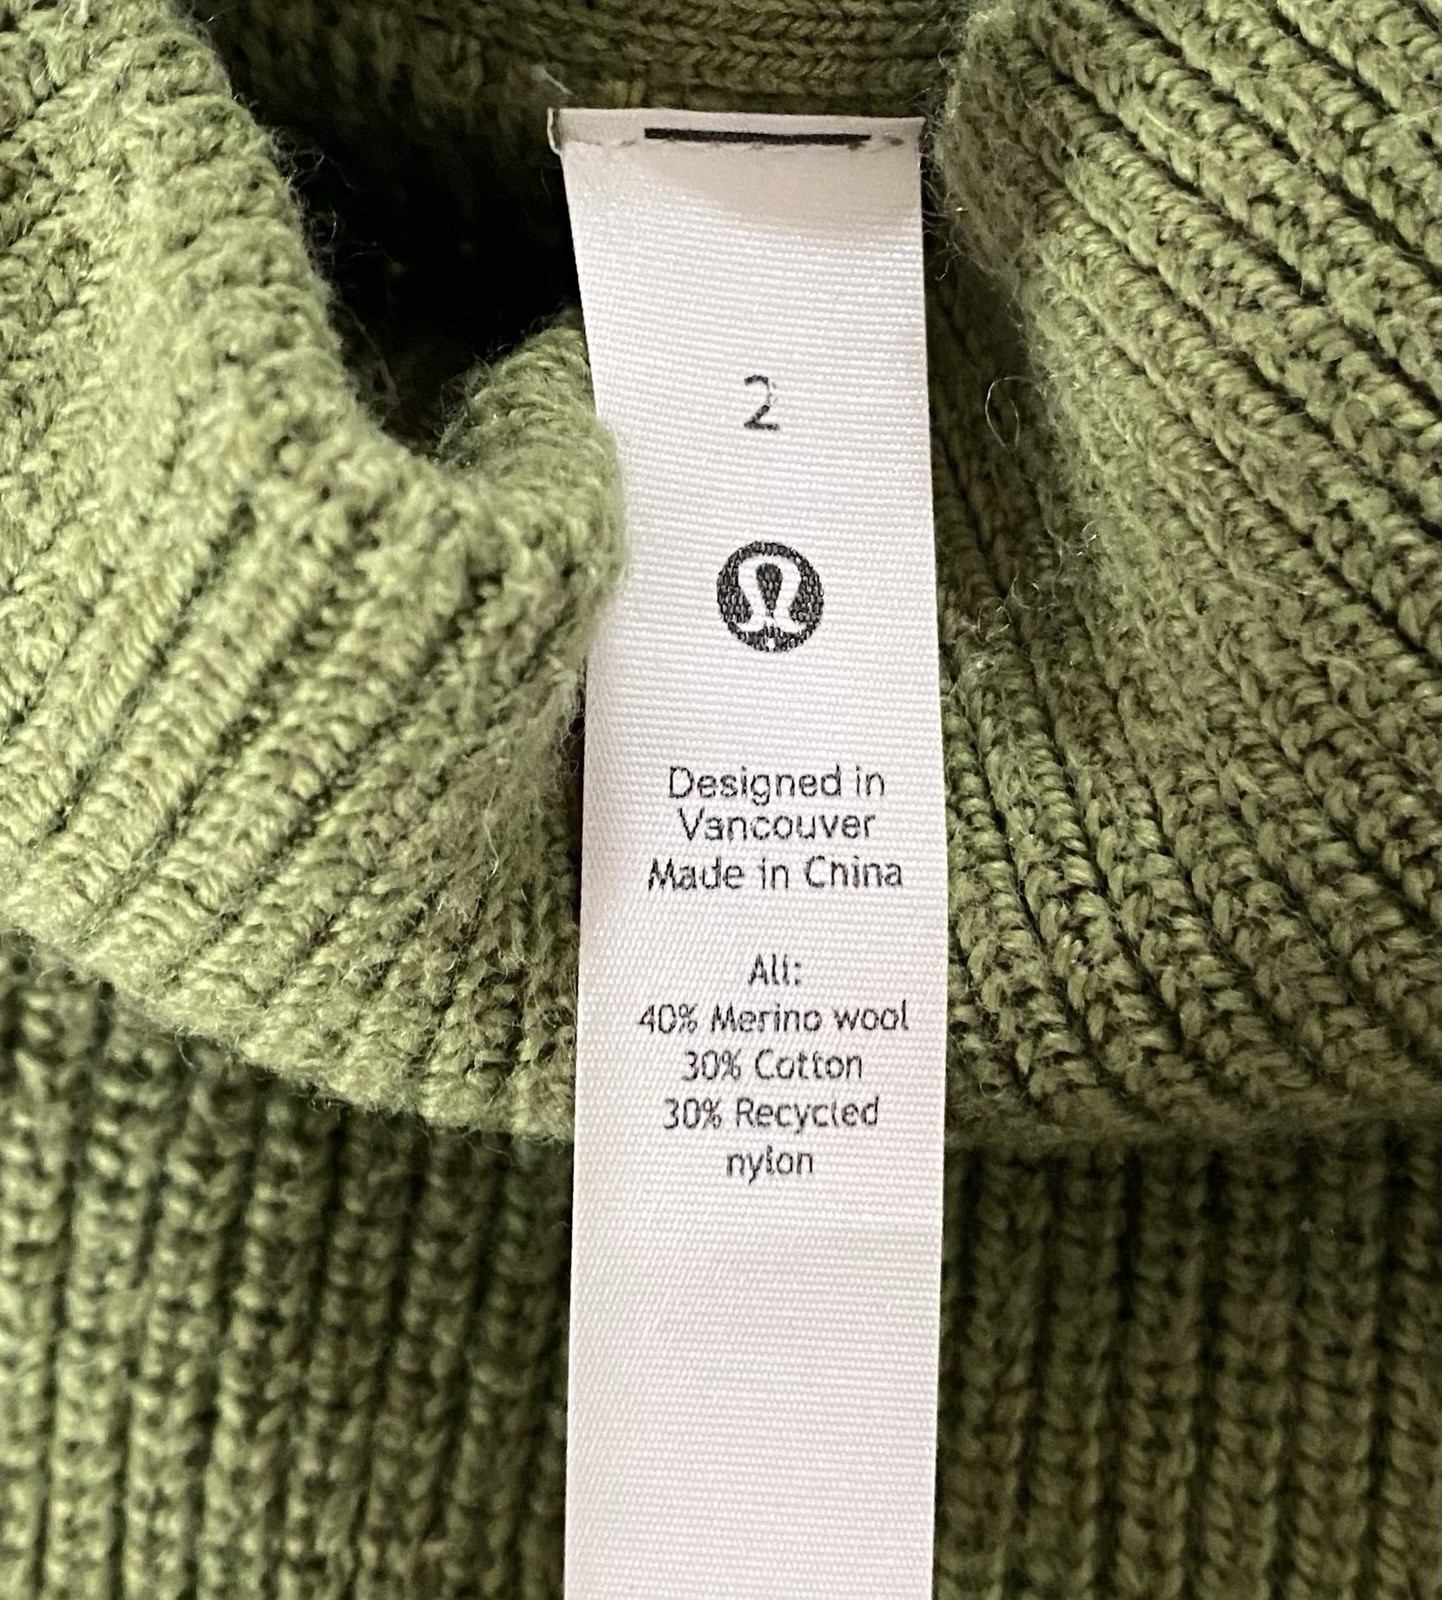 2
Designed in
Vancouver
Made in China
All:
40% Merino wool
30% Cotton
30% Recycled
nylon